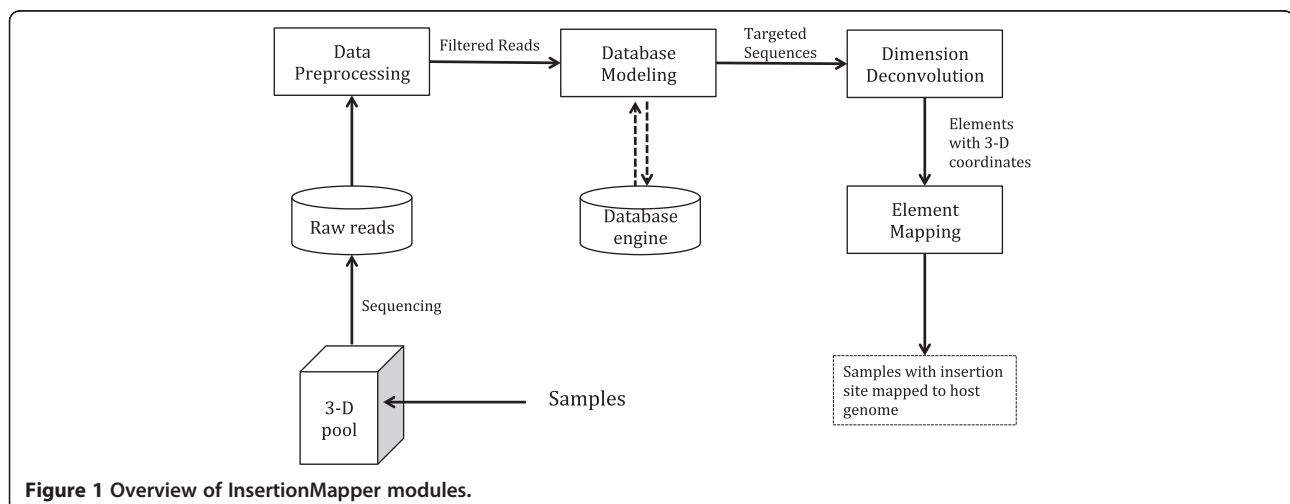 Data
Preprocessing
Filtered Reads
Database
Modeling
Targeted
Sequences
Dimension
Deconvolution
Elements
with 3-D
coordinates
Raw reads
Database
engine
Element
Mapping
Sequencing
3-D
pool
Samples
Samples with insertion
site mapped to host
genome
Figure 1 Overview of InsertionMapper modules.